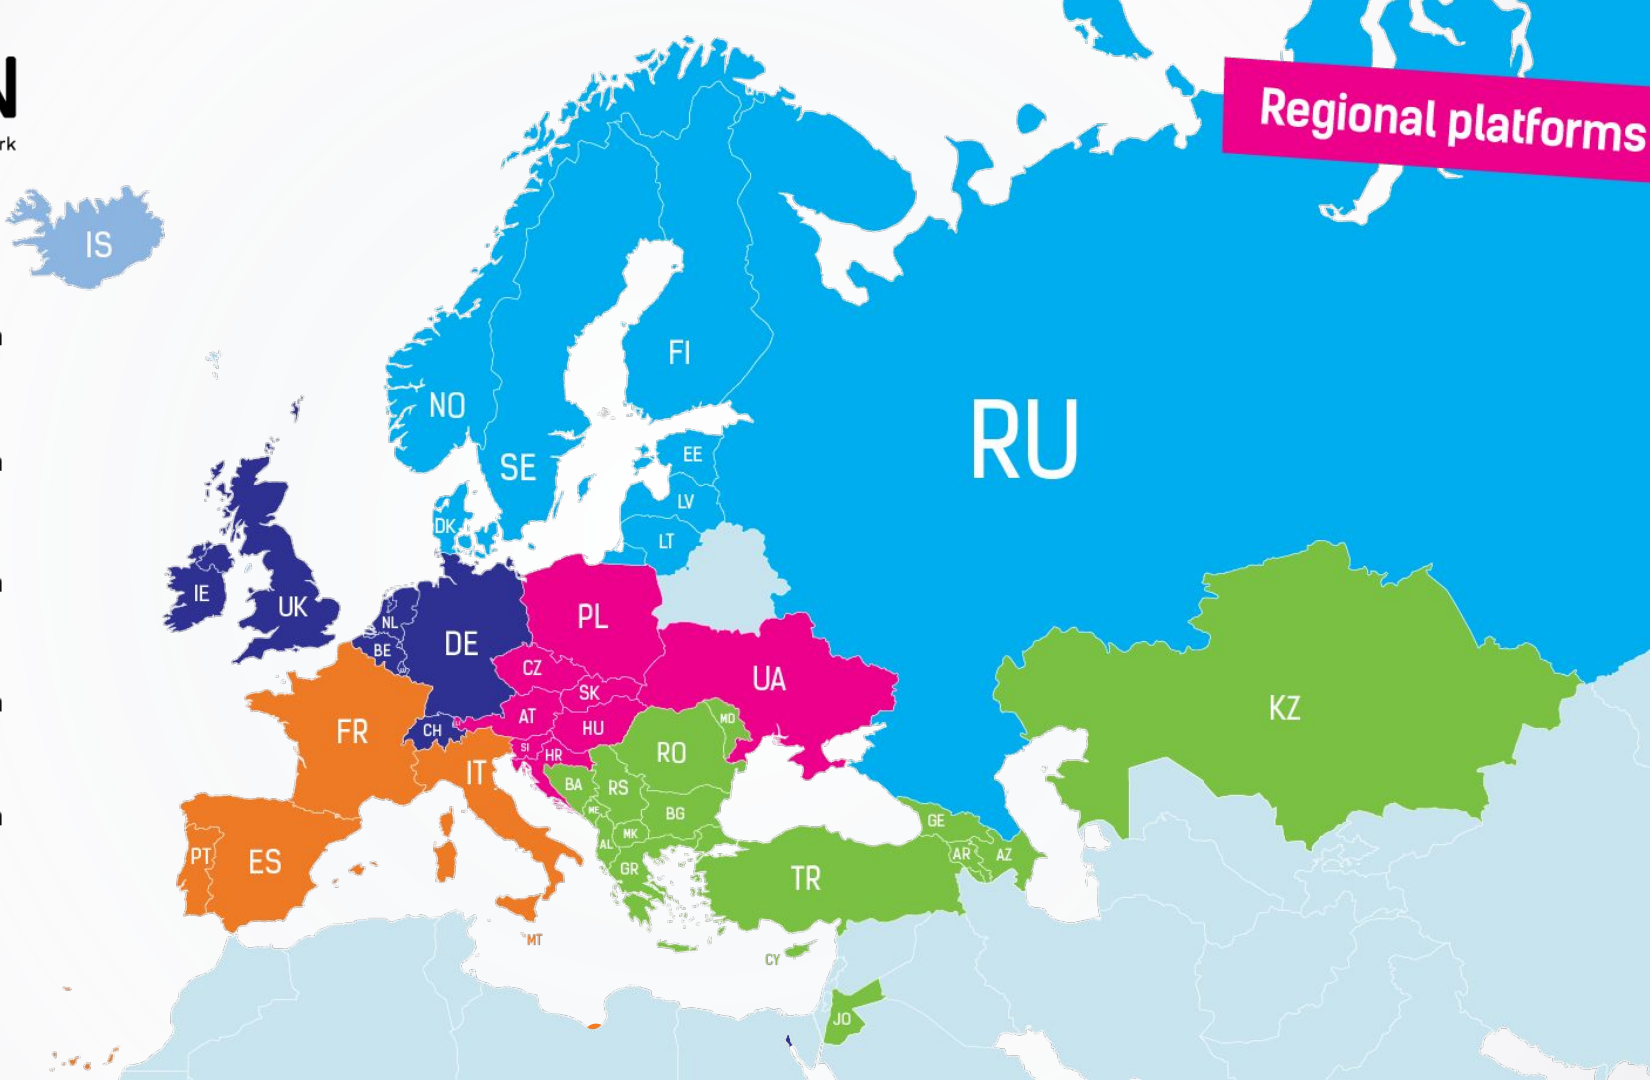 N
rk
Regional platforms
IS
FI
NO
RU
SE
EE
LV
DK
LT
IE
UK
NL
BE
DE
PL
CZ
UA
SK
AT
HU
FR
CH
MD
KZ
SI
HR
RO
IT
BA
RS
ME
BG
GE
MK
AL
PT
ES
GR
TR
AR
AZ
MT
CY
JO